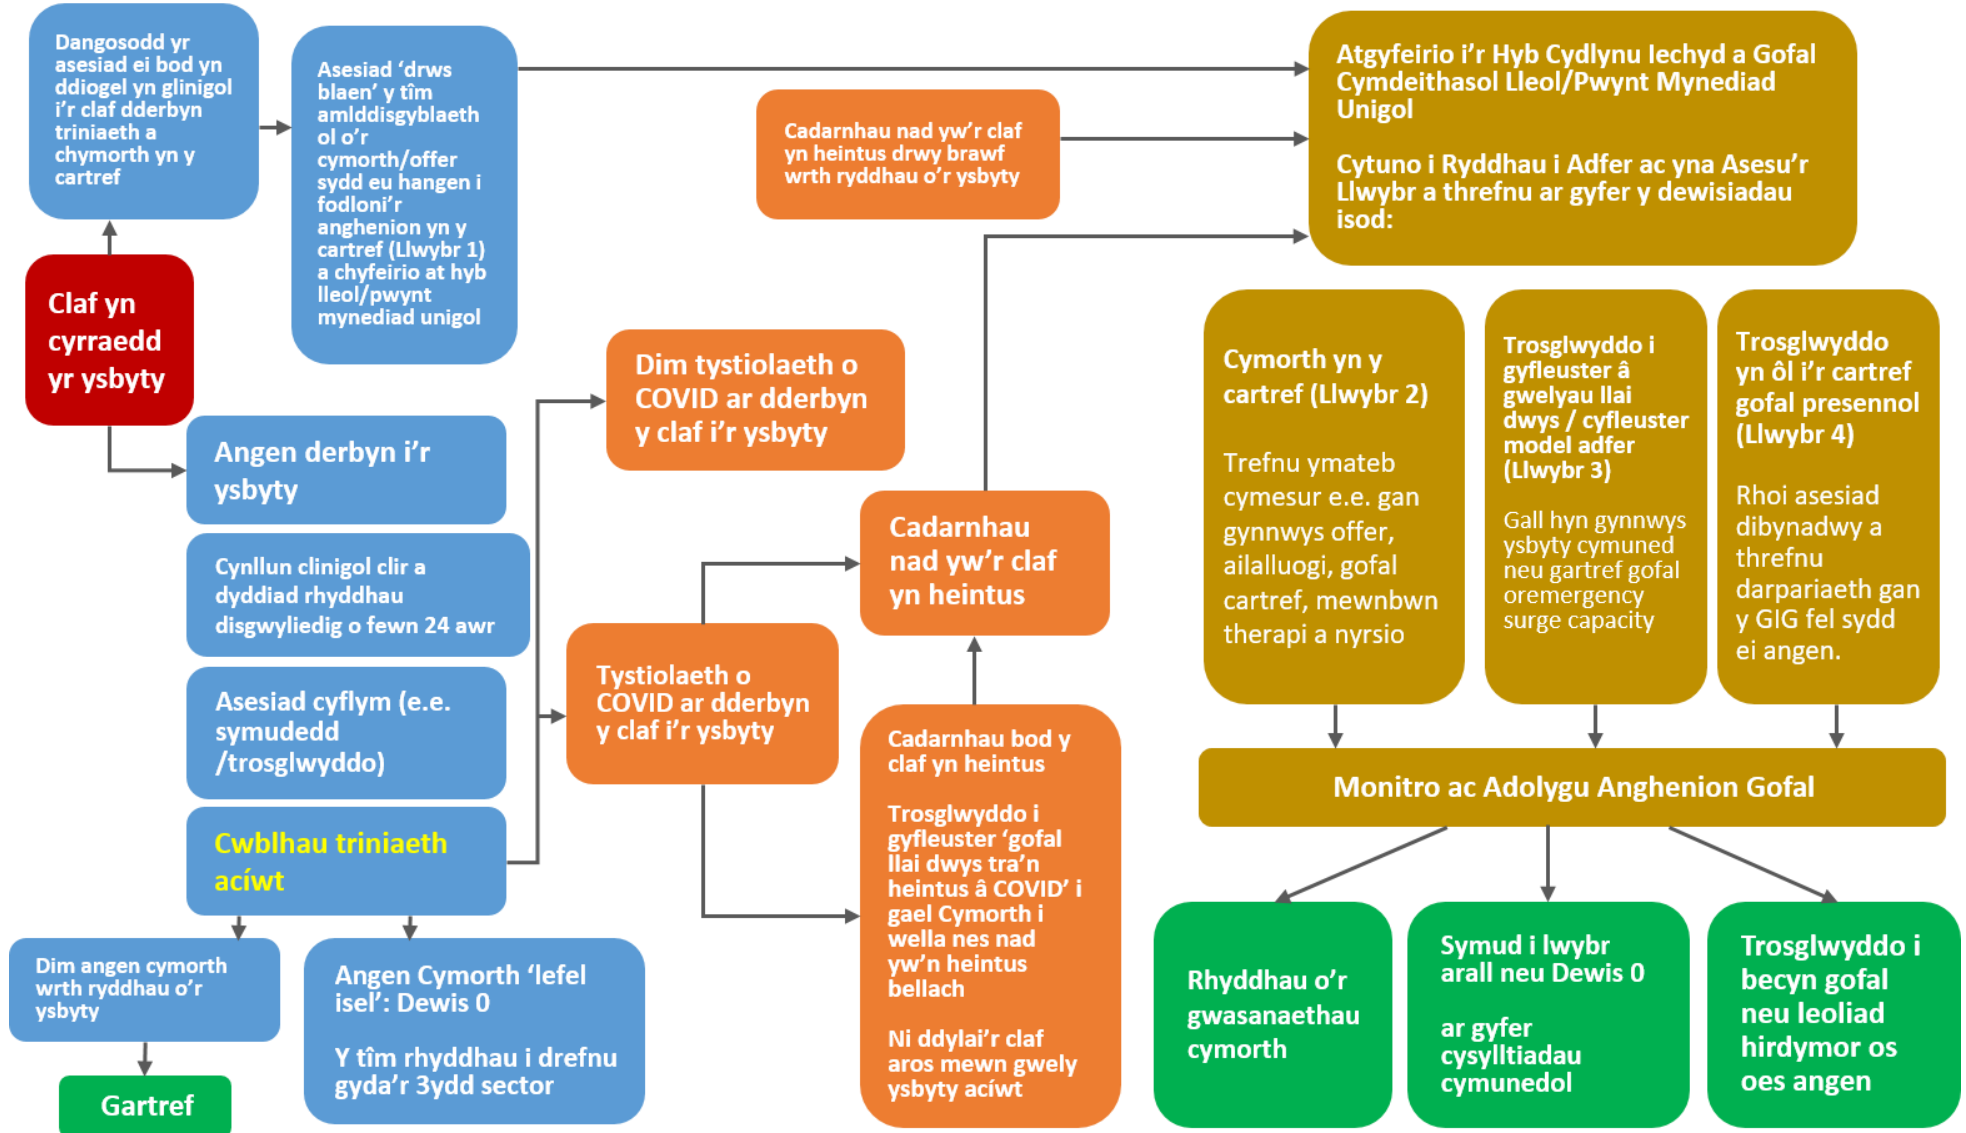 Dangosodd yr
asesiad ei bod yn
ddiogel yn glinigol
i'r claf dderbyn
triniaeth a
chymorth yn y
cartref
Asesiad ‘drws
blaen’ y tîm
amlddisgyblaeth
ol o’r
cymorth/offer
sydd eu hangen i
fodloni’r
anghenion yn y
cartref (Llwybr 1)
a chyfeirio at hyb
lleol/pwynt
mynediad unigol
Cadarnhau nad yw’r claf
yn heintus drwy brawf
wrth ryddhau o’r ysbyty
Atgyfeirio i’r Hyb Cydlynu Iechyd a Gofal
Cymdeithasol Lleol/Pwynt Mynediad
Unigol
Cytuno i Ryddhau i Adfer ac yna Asesu’r
Llwybr a threfnu ar gyfer y dewisiadau
isod:
Claf yn
cyrraedd
yr ysbyty
Angen derbyn i’r
ysbyty
Cynllun clinigol clir a
dyddiad rhyddhau
disgwyliedig o fewn 24 awr
Asesiad cyflym (e.e.
symudedd
/trosglwyddo)
Cwblhau triniaeth
acíwt
Dim angen cymorth
wrth ryddhau o’r
ysbyty
Gartref
Angen Cymorth ‘lefel
isel’: Dewis 0
Y tîm rhyddhau i drefnu
gyda’r 3ydd sector
Dim tystiolaeth o
COVID ar dderbyn
y claf i’r ysbyty
Tystiolaeth o
COVID ar dderbyn
y claf i’r ysbyty
Cadarnhau
nad yw’r claf
yn heintus
Cadarnhau bod y
claf yn heintus
Trosglwyddo i
gyfleuster ‘gofal
llai dwys tra’n
heintus â COVID’ i
gael Cymorth i
wella nes nad
yw’n heintus
bellach
Ni ddylai’r claf
aros mewn gwely
ysbyty acíwt
Cymorth yn y
cartref (Llwybr 2)
Trefnu ymateb
cymesur e.e. gan
gynnwys offer,
ailalluogi, gofal
cartref, mewnbwn
therapi a nyrsio
Trosglwyddo i
gyfleuster â
gwelyau llai
dwys / cyfleuster
model adfer
(Llwybr 3)
Gall hyn gynnwys
ysbyty cymuned
neu gartref gofal
oremergency
surge capacity
Trosglwyddo
yn ôl i’r cartref
gofal presennol
(Llwybr 4)
Rhoi asesiad
dibynadwy a
threfnu
darpariaeth gan
y GIG fel sydd
ei angen.
Monitro ac Adolygu Anghenion Gofal
Rhyddhau o’r
gwasanaethau
cymorth
Symud i lwybr
arall neu Dewis 0
ar gyfer
cysylltiadau
cymunedol
Trosglwyddo i
becyn gofal
neu leoliad
hirdymor os
oes angen